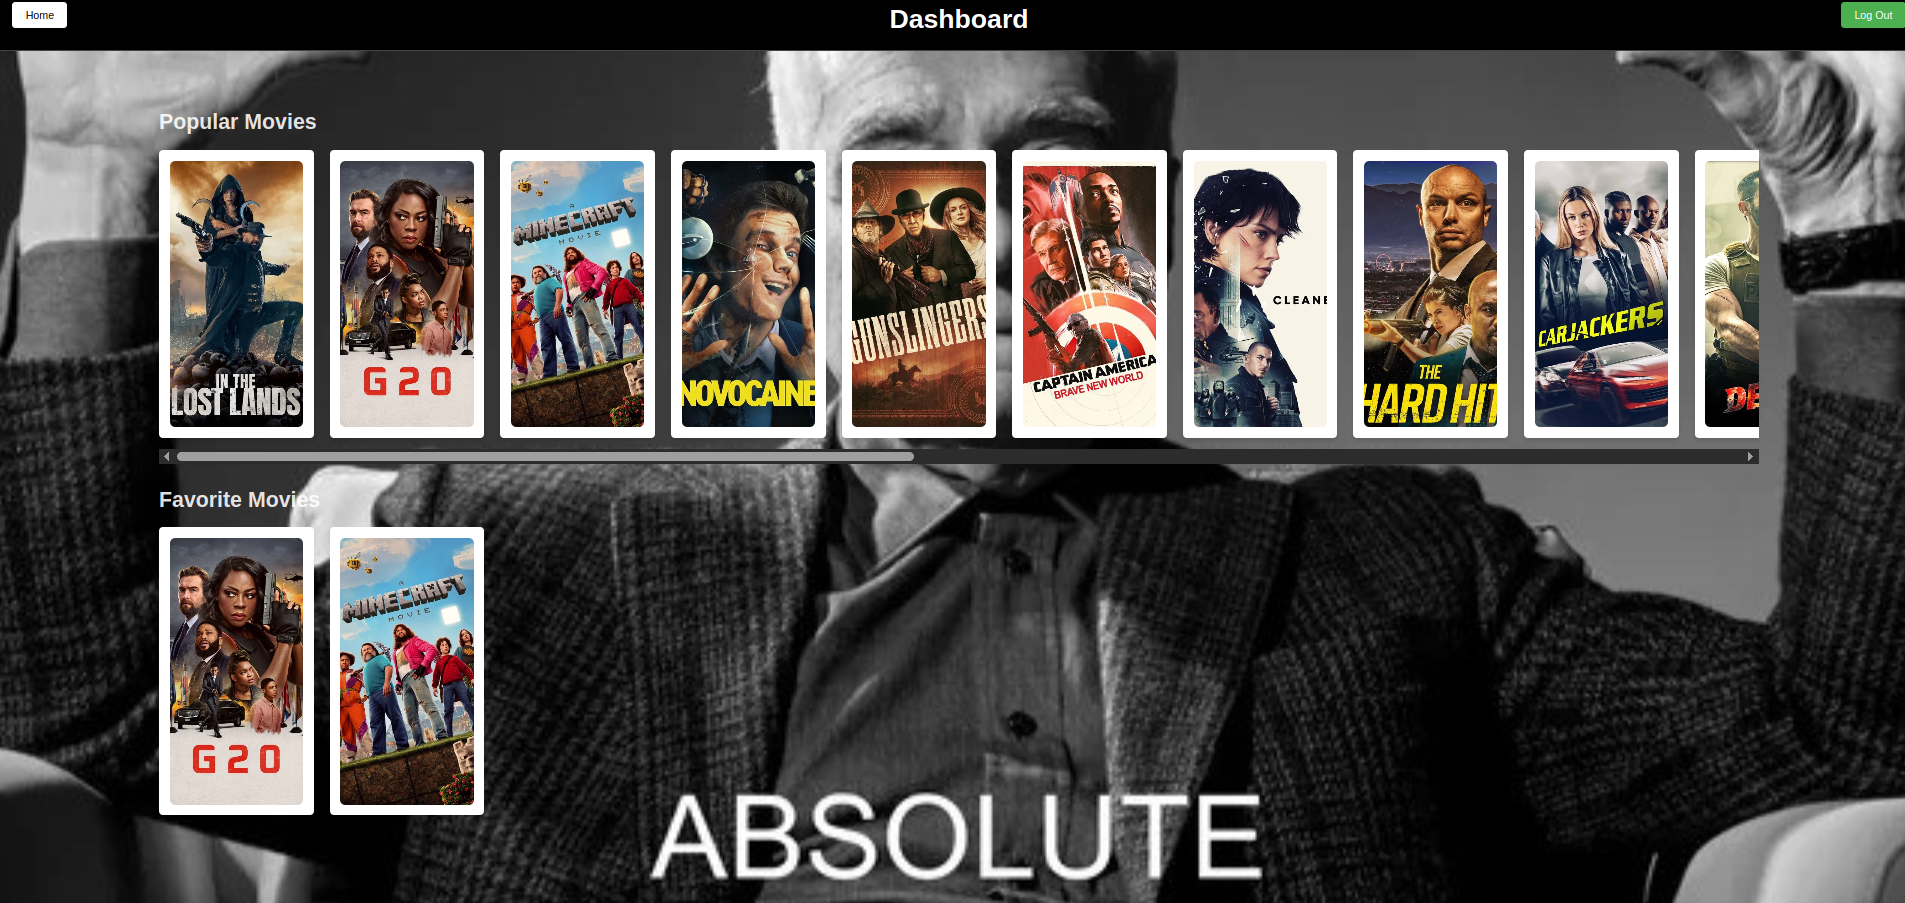 Home
Dashboard
Log Out
Popular Movies
IN THE
LOST LANDS
G20
A
MINECRAFT
MOVIE
NOVOCAINE
GUNSLINGERS
CAPTAIN AMERICA
BRAVE NEW WORLD
CLEANE
THE
HARD HIT
CARJACKERS
DE
Favorite Movies
G20
A
MINECRAFT
MOVIE
ABSOLUTE